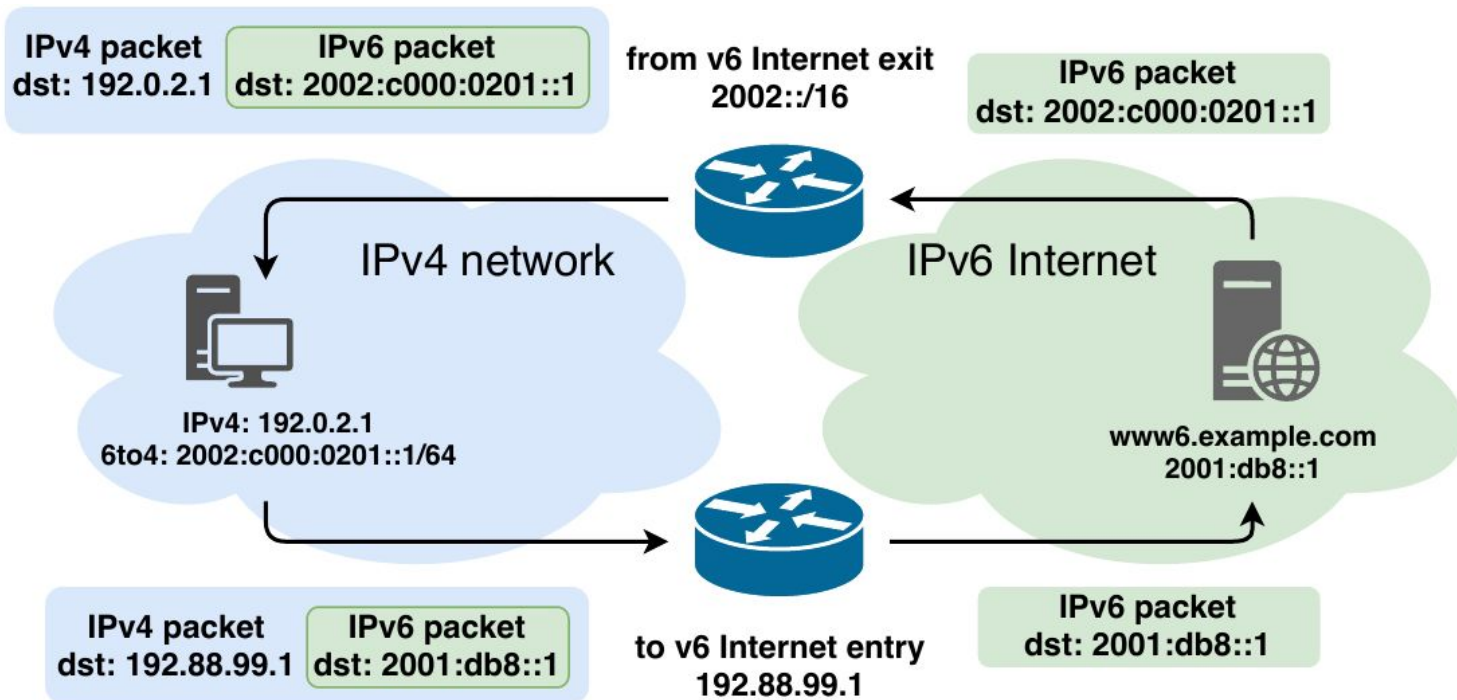 IPv4 packet
dst: 192.0.2.1
IPv6 packet
dst: 2002:c000:0201::1
from v6 Internet exit
2002::/16
IPv6 packet
dst: 2002:c000:0201::1
IPv4 network
IPv6 Internet
IPv4: 192.0.2.1
6to4: 2002:c000:0201::1/64
www6.example.com
2001:db8::1
IPv4 packet
dst: 192.88.99.1
IPv6 packet
dst: 2001:db8::1
to v6 Internet entry
192.88.99.1
IPv6 packet
dst: 2001:db8::1